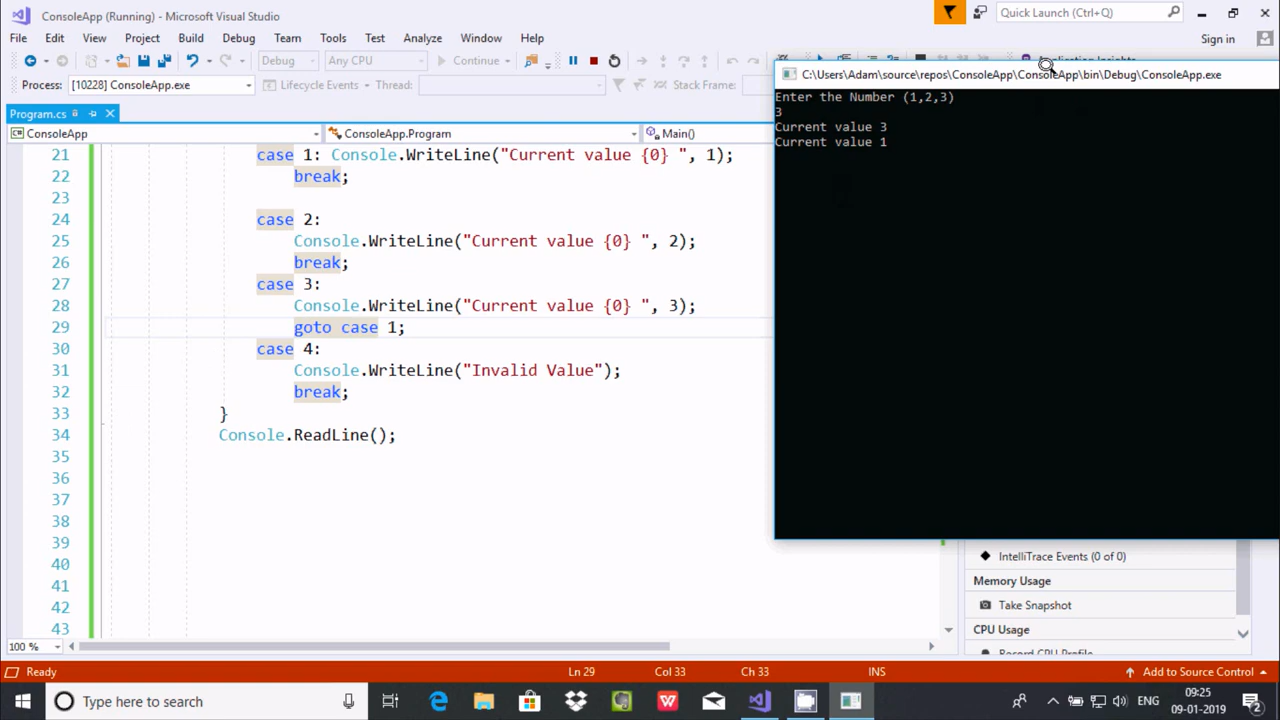 ConsoleApp (Running) - Microsoft Visual Studio
Quick Launch (Ctrl+Q)
File Edit View Project Build Debug Team Tools Test Analyze Window Help
Sign in
Debug Any CPU Continue Application Insights
Process: [10228] ConsoleApp.exe Lifecycle Events Thread: Stack Frame:
C:\Users\Adam\source\repos\ConsoleApp\ConsoleApp\bin\Debug\ConsoleApp.exe
Enter the Number (1,2,3)
3
Current value 3
Current value 1
Program.cs
ConsoleApp ConsoleApp.Program Main()
21 case 1: Console.WriteLine("Current value {0} ", 1);
22 break;
23
24 case 2:
25 Console.WriteLine("Current value {0} ", 2);
26 break;
27 case 3:
28 Console.WriteLine("Current value {0} ", 3);
29 goto case 1;
30 case 4:
31 Console.WriteLine("Invalid Value");
32 break;
33 }
34 Console.ReadLine();
35
36
37
38
39
40
41
42
43
IntelliTrace Events (0 of 0)
Memory Usage
Take Snapshot
CPU Usage
Record CPU Profile
100 %
Ready Ln 29 Col 33 Ch 33 INS Add to Source Control
Type here to search
ENG
09:25
09-01-2019
2